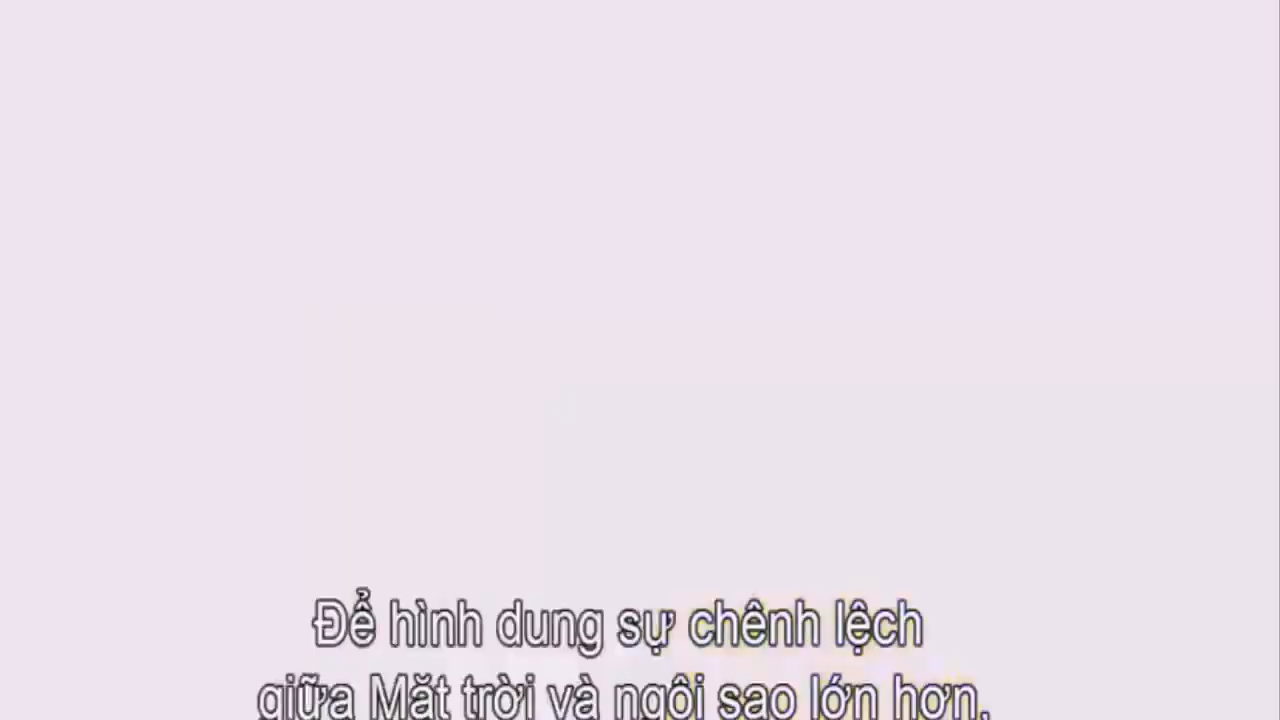 Để hình dung sự chênh lệch
giữa Mặt trời và ngôi sao lớn hơn,